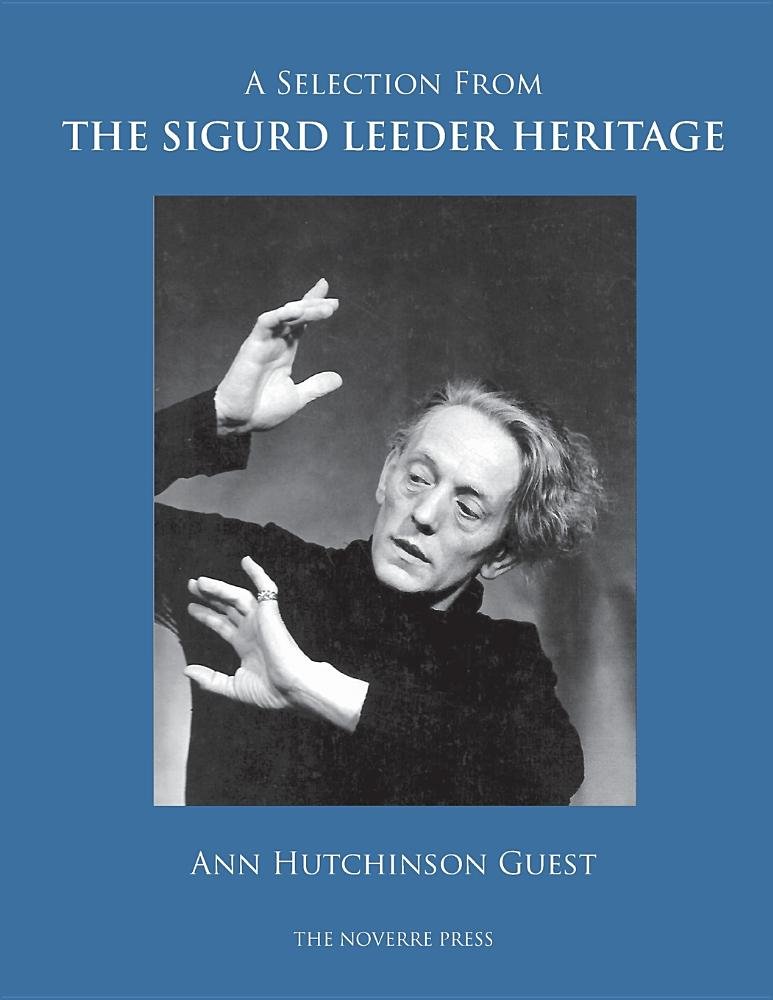 A Selection From
THE SIGURD LEEDER HERITAGE
Ann Hutchinson Guest
THE NOVERRE PRESS